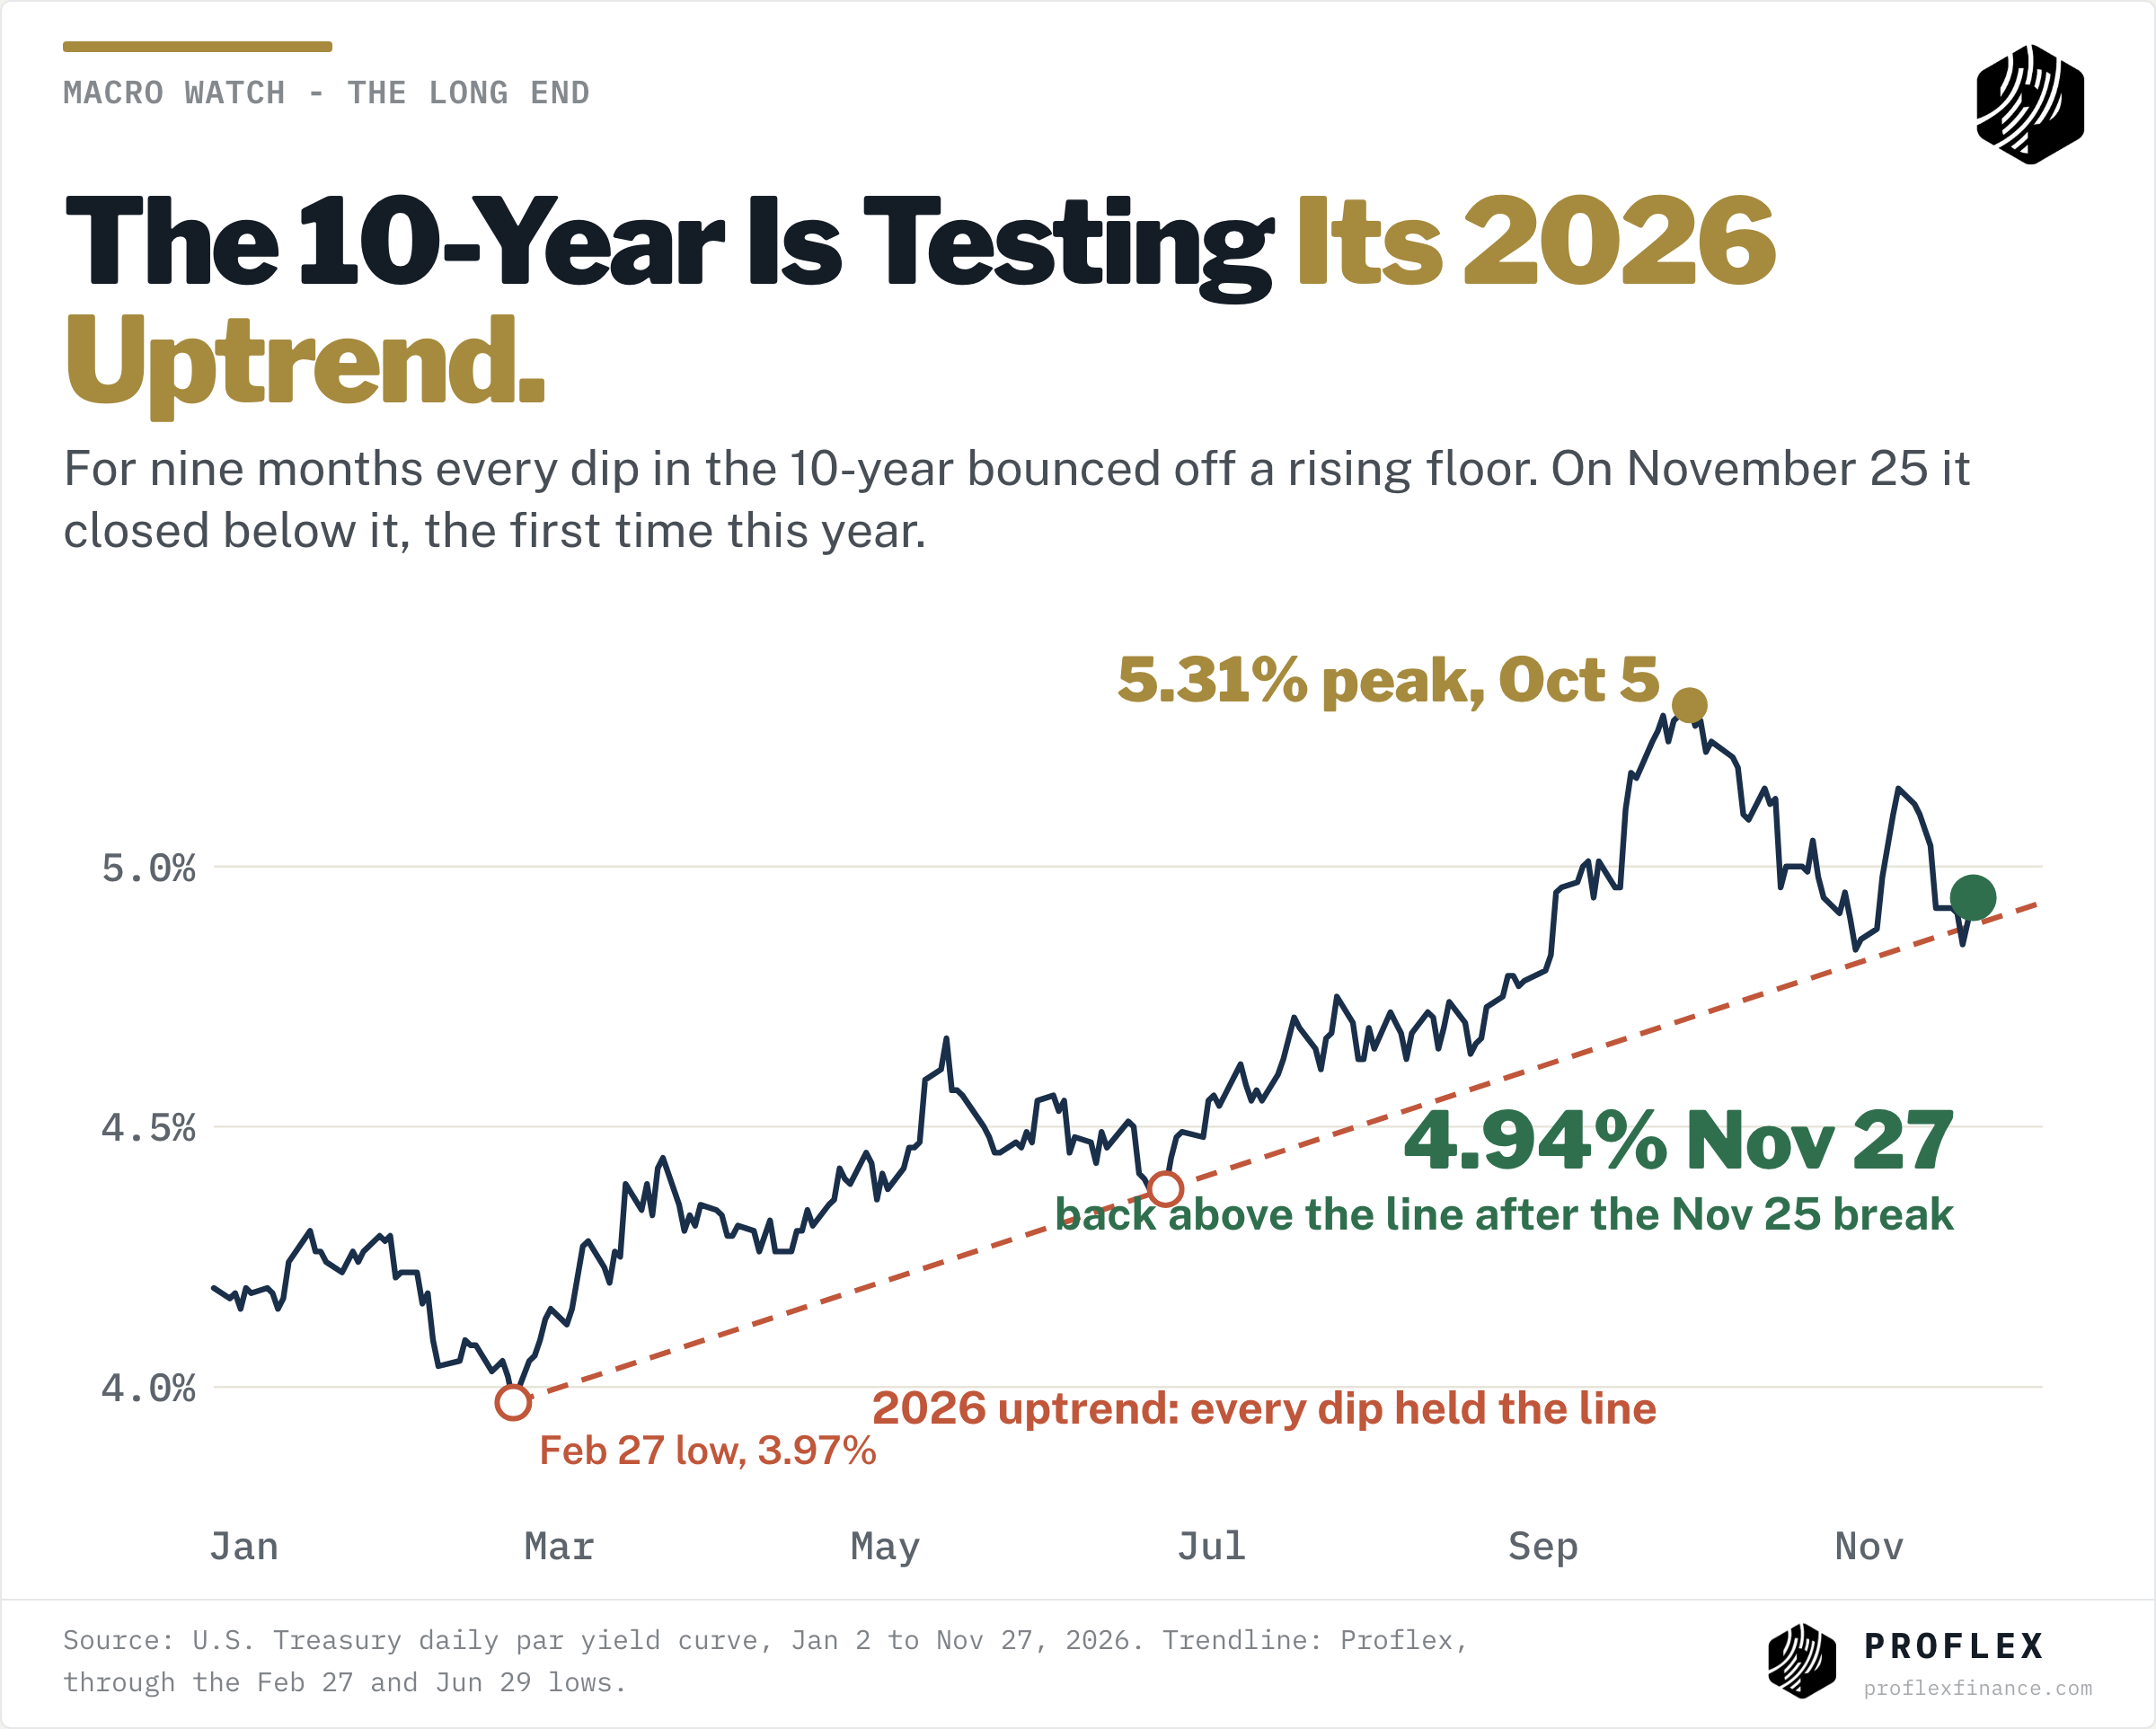 MACRO WATCH - THE LONG END
The 10-Year Is Testing Its 2026
Uptrend.
For nine months every dip in the 10-year bounced off a rising floor. On November 25 it
closed below it, the first time this year.
5.31% peak, Oct 5
5.0%
4.5%
4.94% Nov 27
back above the line after the Nov 25 break
4.0%
2026 uptrend: every dip held the line
Feb 27 low, 3.97%
Jan Mar May Jul Sep Nov
Source: U.S. Treasury daily par yield curve, Jan 2 to Nov 27, 2026. Trendline: Proflex,
through the Feb 27 and Jun 29 lows.
PROFLEX
proflexfinance.com